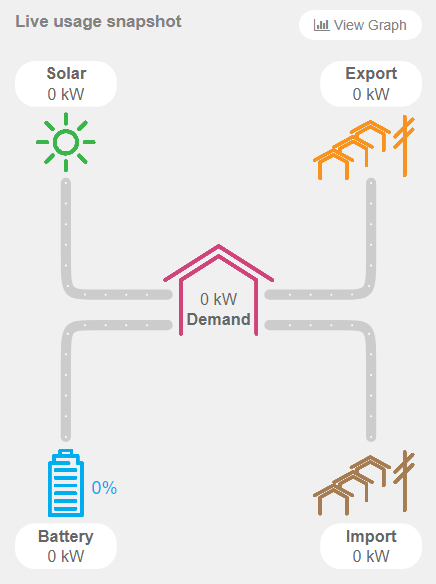 Live usage snapshot
View Graph
Solar
0 kW
Export
0 kW
0 kW
Demand
0%
Battery
0 kW
Import
0 kW